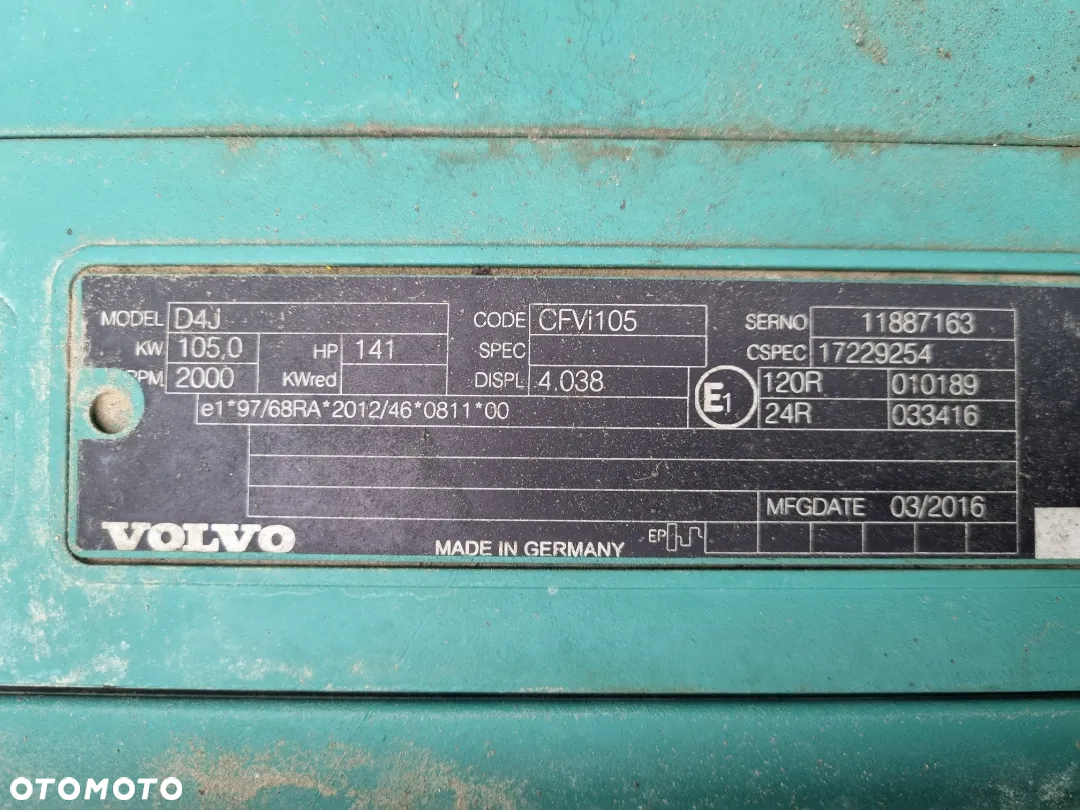 MODEL D4J CODE CFVi105 SERNO 11887163
KW 105,0 HP 141 SPEC CSPEC 17229254
RPM 2000 KWred DISPL 4.038 E1 120R 010189
e1*97/68RA*2012/46*0811*00 24R 033416
MFGDATE 03/2016
VOLVO MADE IN GERMANY EP
OTOMOTO